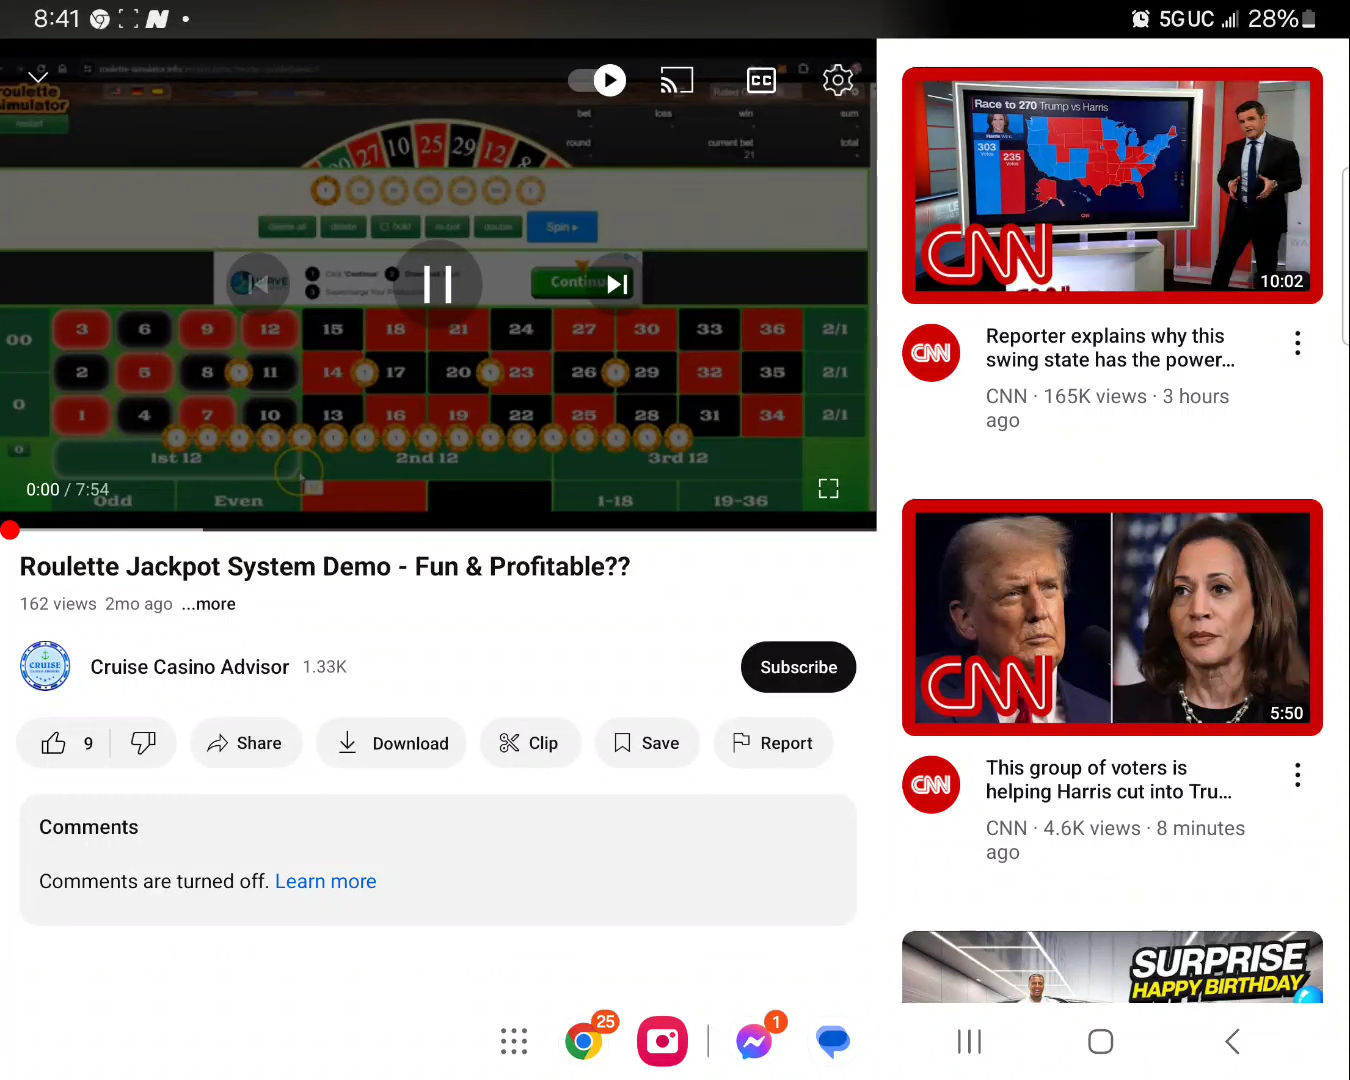 8:41
5G UC 28%
roulette
simulator
bet loss win sum
round current bet total
21
27 10 25 29 12
Spin
Continue
00 3 6 9 12 15 18 21 24 27 30 33 36 2/1
2 5 8 11 14 17 20 23 26 29 32 35 2/1
0 1 4 7 10 13 16 19 22 25 28 31 34 2/1
1st 12 2nd 12 3rd 12
0:00 / 7:54
Odd Even 1-18 19-36
Roulette Jackpot System Demo - Fun & Profitable??
162 views 2mo ago ...more
CRUISE
Cruise Casino Advisor 1.33K
Subscribe
9
Share
Download
Clip
Save
Report
Comments
Comments are turned off. Learn more
Race to 270 Trump vs Harris
303
235
CNN
10:02
CNN
Reporter explains why this
swing state has the power...
CNN · 165K views · 3 hours
ago
CNN
5:50
CNN
This group of voters is
helping Harris cut into Tru...
CNN · 4.6K views · 8 minutes
ago
SURPRISE
HAPPY BIRTHDAY
25
1